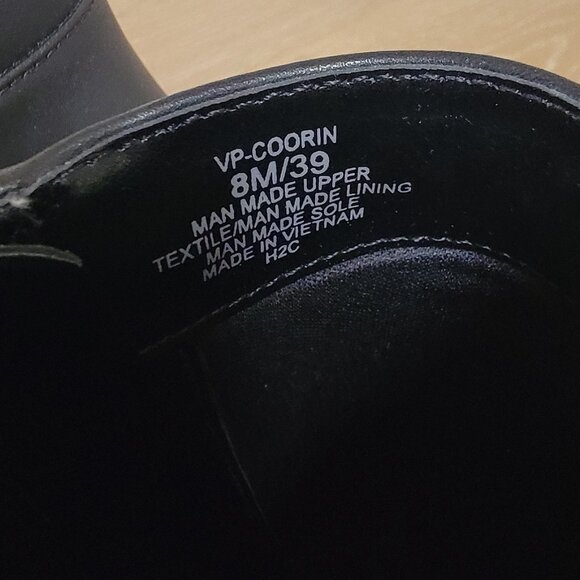 VP-COORIN
8M/39
MAN MADE UPPER
TEXTILE/MAN MADE LINING
MAN MADE SOLE
MADE IN VIETNAM
H2C